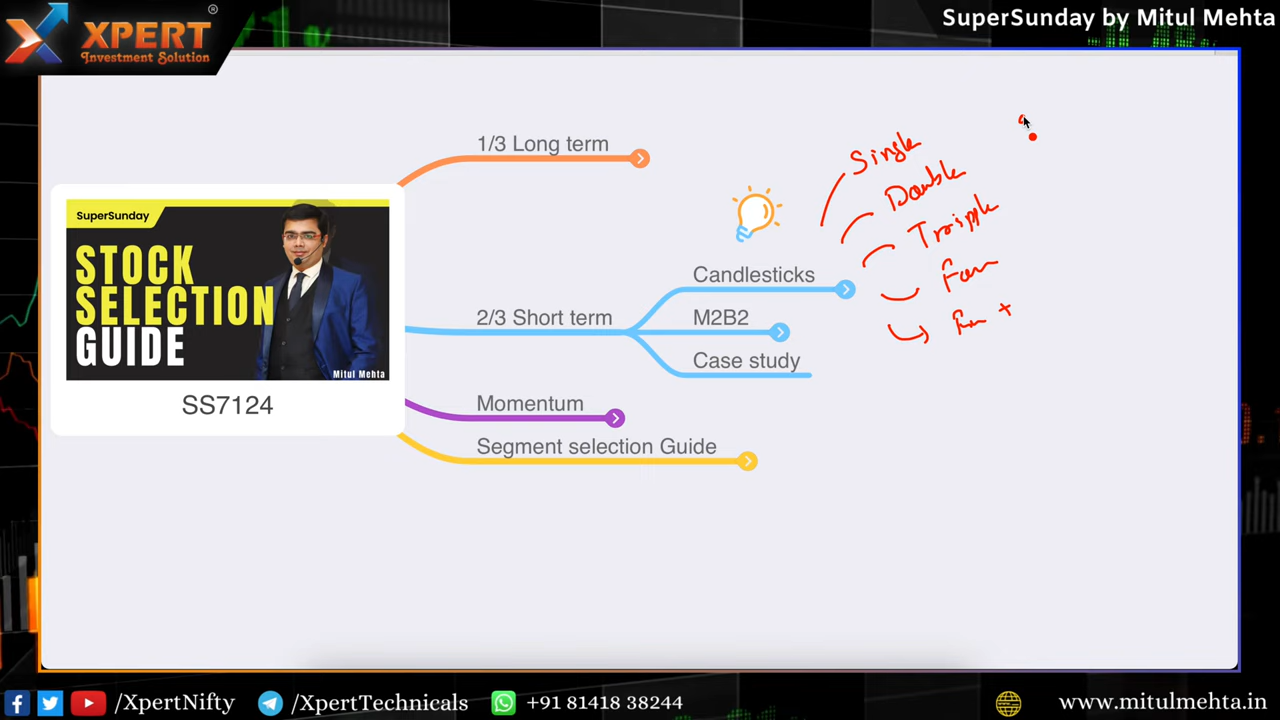 XPERT
Investment Solution
SuperSunday by Mitul Mehta
1/3 Long term
Single
Double
Tripple
SuperSunday
STOCK
SELECTION
GUIDE
Mitul Mehta
SS7124
2/3 Short term
Candlesticks
M2B2
Case study
Momentum
Segment selection Guide
/XpertNifty
/XpertTechnicals
+91 81418 38244
www.mitulmehta.in